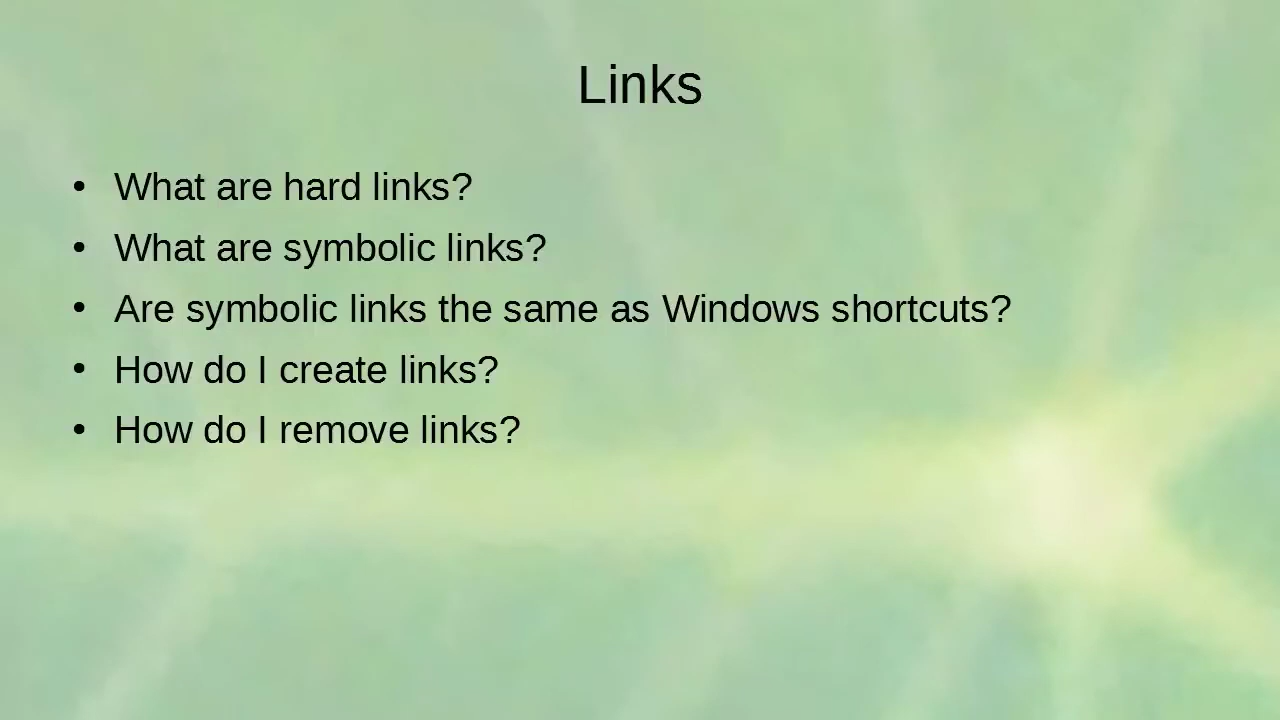 Links
• What are hard links?
• What are symbolic links?
• Are symbolic links the same as Windows shortcuts?
• How do I create links?
• How do I remove links?